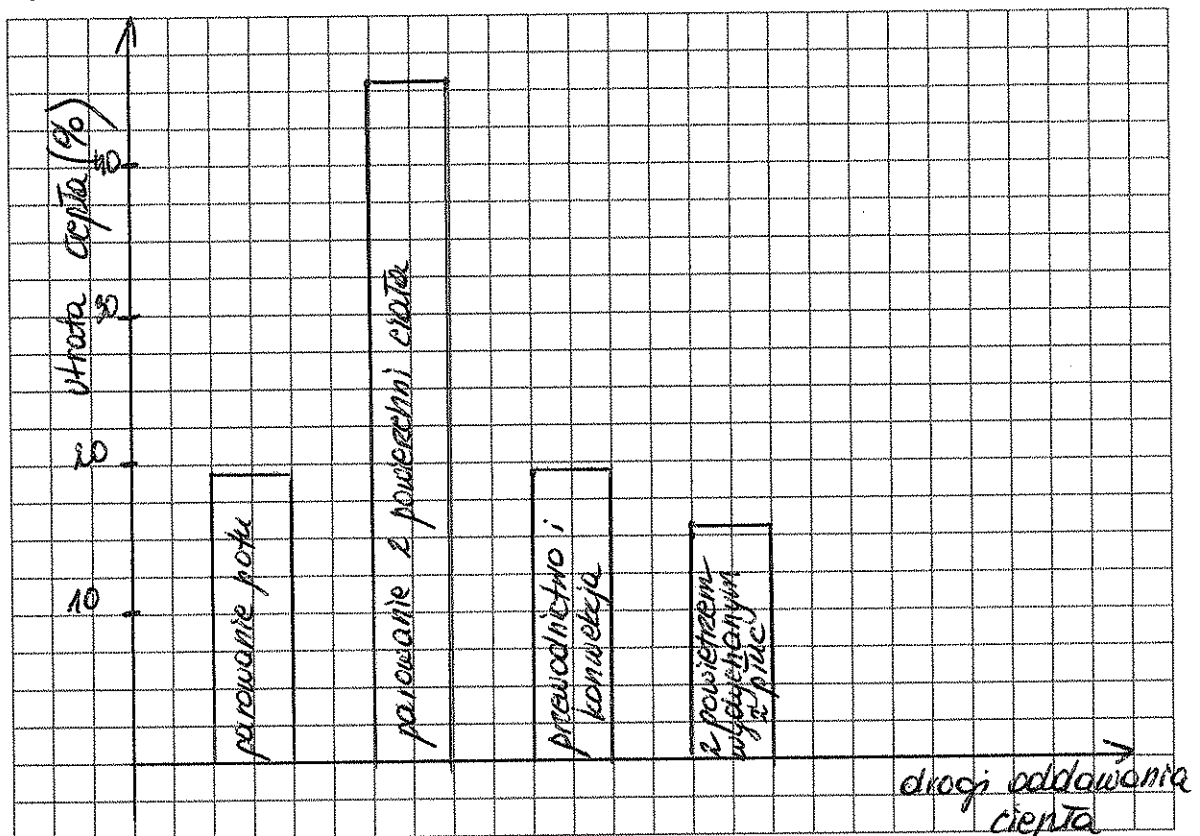 utrata ciepła (%)
40
30
20
10
parowanie potu
parowanie z powierzchni ciała
przewodnictwo i
konwekcja
z powietrzem
wydychanym
z płuc
drogi oddawania
ciepła